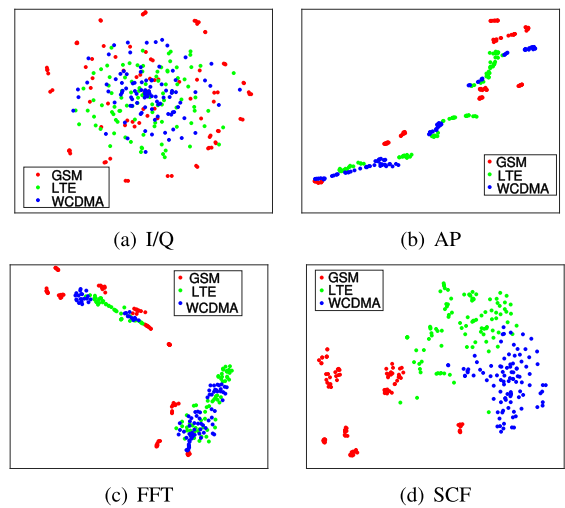 GSM
LTE
WCDMA
(a) I/Q
GSM
LTE
WCDMA
(b) AP
GSM
LTE
WCDMA
(c) FFT
GSM
LTE
WCDMA
(d) SCF